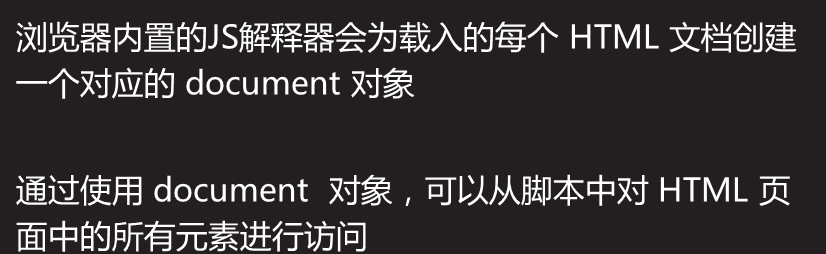 浏览器内置的JS解释器会为载入的每个 HTML 文档创建
一个对应的 document 对象
通过使用 document  对象，可以从脚本中对 HTML 页
面中的所有元素进行访问